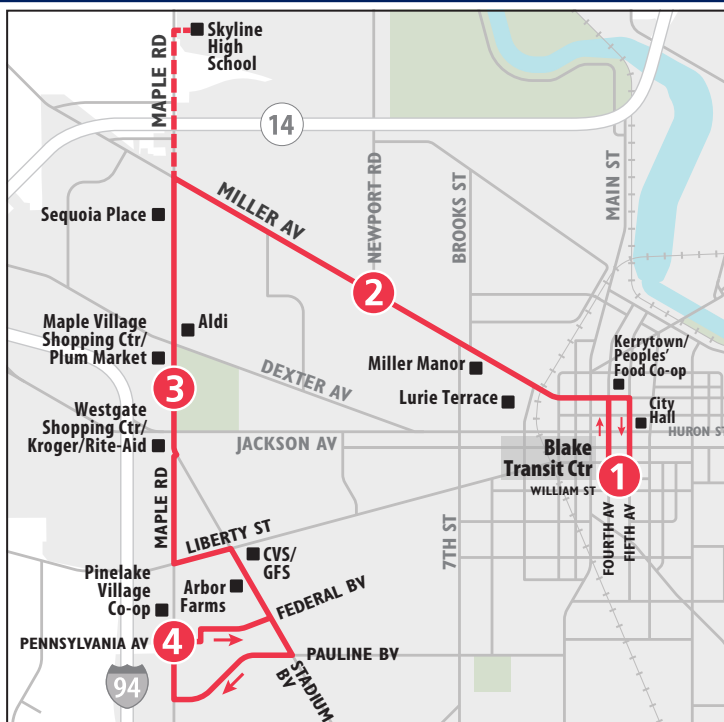 Skyline
High
School
MAPLE RD
14
MILLER AV
NEWPORT RD
BROOKS ST
MAIN ST
Sequoia Place
2
Maple Village
Shopping Ctr/
Plum Market
Aldi
Kerrytown/
Peoples'
Food Co-op
Miller Manor
DEXTER AV
3
Lurie Terrace
City
Hall
Westgate
Shopping Ctr/
Kroger/Rite-Aid
JACKSON AV
HURON ST
Blake
Transit Ctr
1
WILLIAM ST
MAPLE RD
LIBERTY ST
7TH ST
FOURTH AV
FIFTH AV
CVS/
GFS
Pinelake
Village
Co-op
Arbor
Farms
FEDERAL BV
PENNSYLVANIA AV
4
PAULINE BV
STADIUM
BV
94